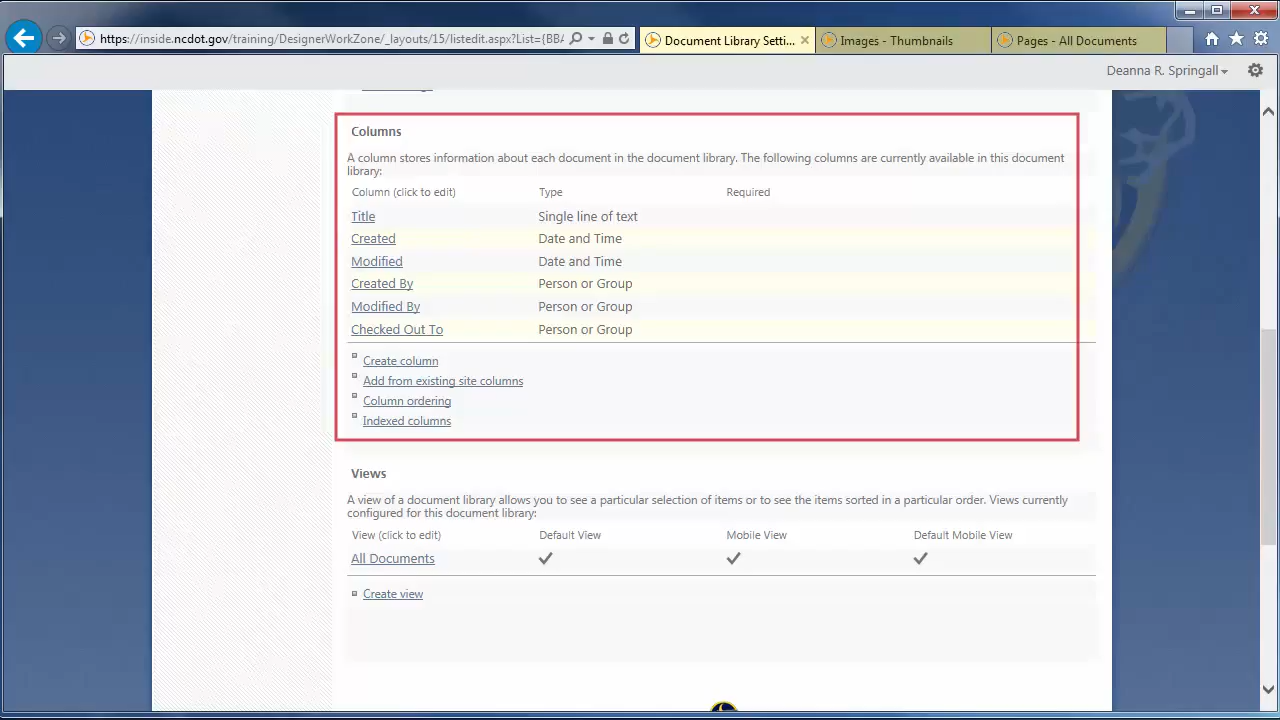 https://inside.ncdot.gov/training/DesignerWorkZone/_layouts/15/listedit.aspx?List={BBA
Document Library Setti...
Images - Thumbnails
Pages - All Documents
Deanna R. Springall
Columns
A column stores information about each document in the document library. The following columns are currently available in this document
library:
Column (click to edit) Type Required
Title Single line of text
Created Date and Time
Modified Date and Time
Created By Person or Group
Modified By Person or Group
Checked Out To Person or Group
Create column
Add from existing site columns
Column ordering
Indexed columns
Views
A view of a document library allows you to see a particular selection of items or to see the items sorted in a particular order. Views currently
configured for this document library:
View (click to edit) Default View Mobile View Default Mobile View
All Documents
Create view